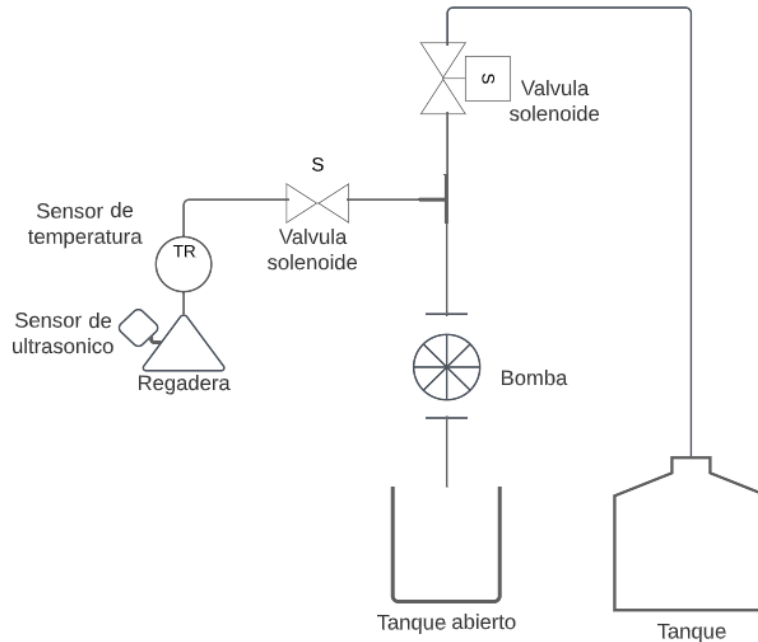 S
Valvula
solenoide
S
Valvula
solenoide
Sensor de
temperatura
TR
Sensor de
ultrasonico
Regadera
Bomba
Tanque abierto
Tanque